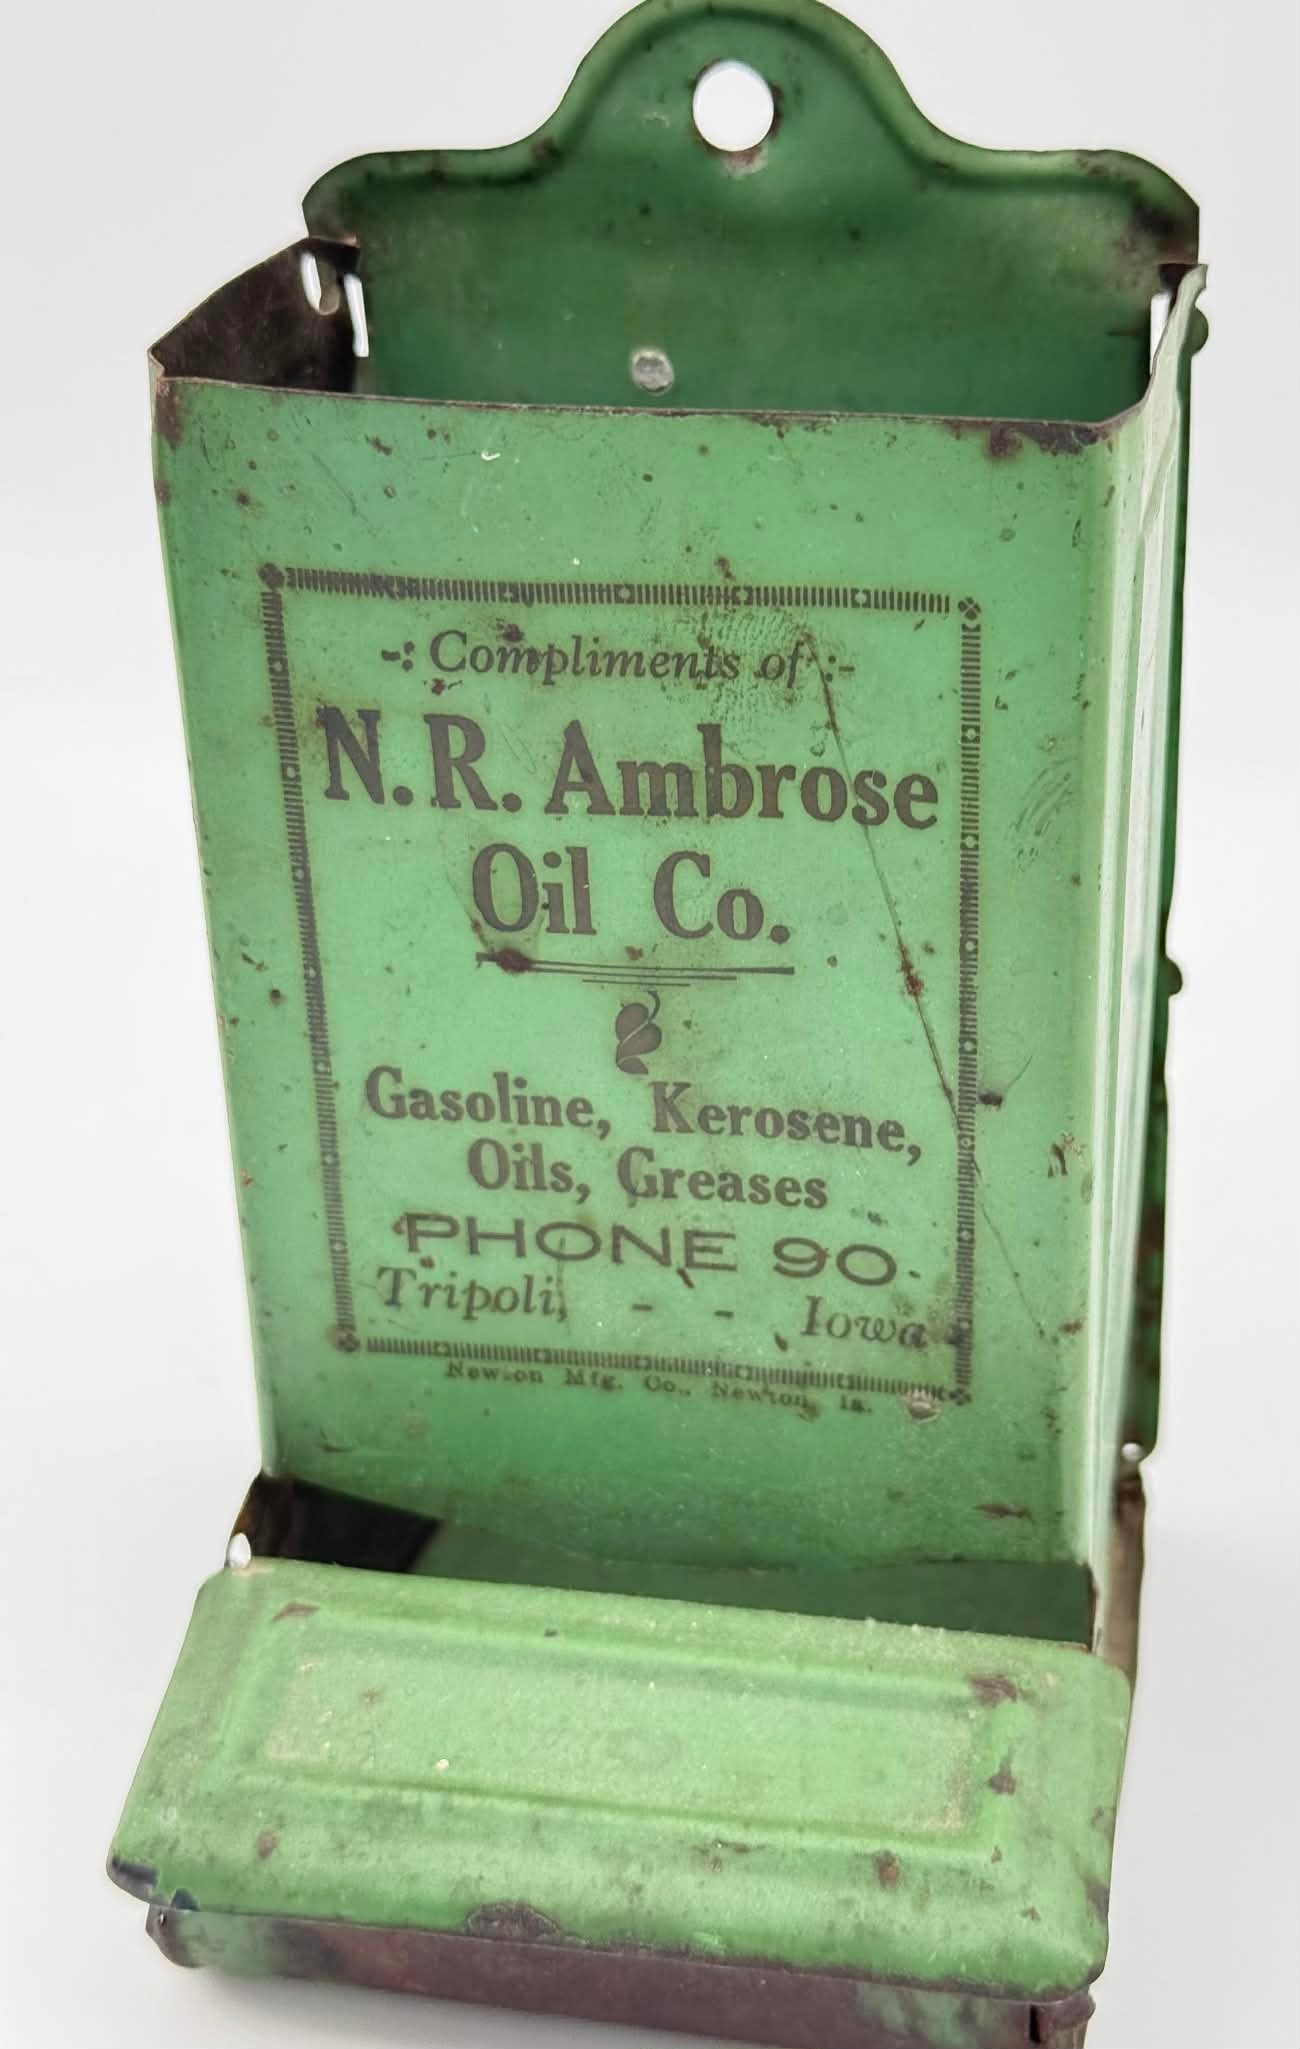 -: Compliments of :-
N. R. Ambrose
Oil Co.
Gasoline, Kerosene,
Oils, Greases
PHONE 90
Tripoli, - - Iowa
Newton Mfg. Co., Newton, Ia.